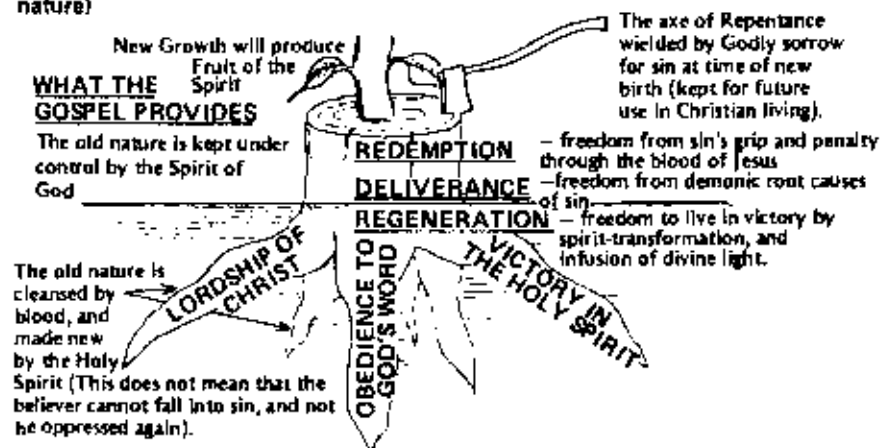 nature)
New Growth will produce
Fruit of the
Spirit
WHAT THE
GOSPEL PROVIDES
The old nature is kept under
control by the Spirit of
God
The axe of Repentance
wielded by Godly sorrow
for sin at time of new
birth (kept for future
use in Christian living).
REDEMPTION – freedom from sin's grip and penalty
through the blood of Jesus
DELIVERANCE –freedom from demonic root causes
of sin
REGENERATION – freedom to live in victory by
spirit-transformation, and
infusion of divine light.
LORDSHIP OF
CHRIST
OBEDIENCE TO
GOD'S WORD
VICTORY IN
THE HOLY SPIRIT
The old nature is
cleansed by
blood, and
made new
by the Holy
Spirit (This does not mean that the
believer cannot fall into sin, and not
be oppressed again).